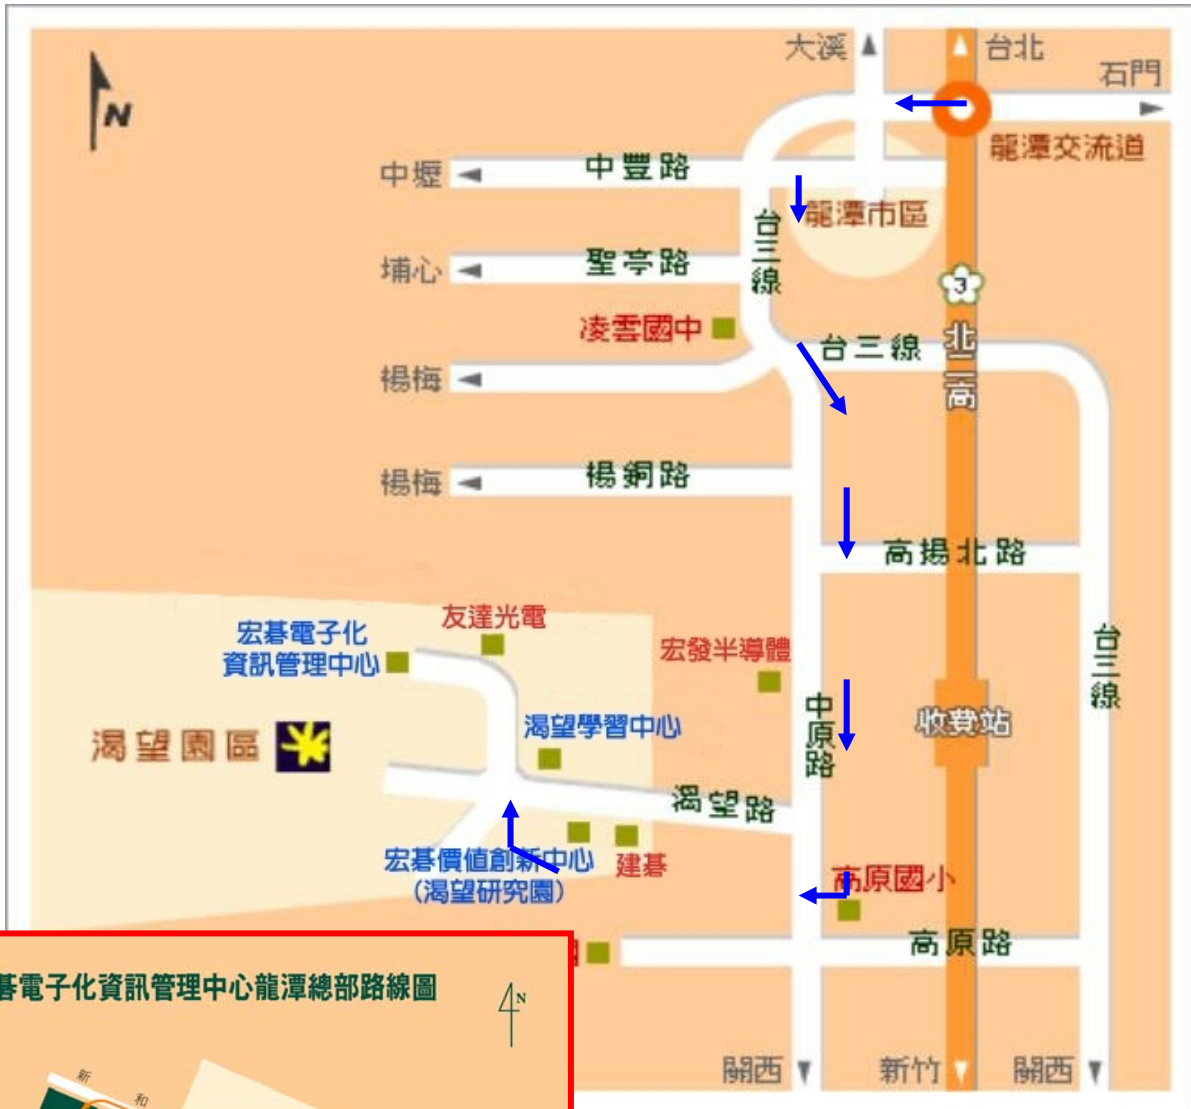 大溪
台北
石門
N
龍潭交流道
中壢
中豐路
龍潭市區
台三線
埔心
聖亭路
3
凌雲國中
台三線
北二高
楊梅
楊梅
楊銅路
高揚北路
友達光電
宏碁電子化
資訊管理中心
宏發半導體
台三線
渴望學習中心
中原路
收費站
渴望園區
渴望路
宏碁價值創新中心
(渴望研究園)
建碁
高原國小
高原路
碁電子化資訊管理中心龍潭總部路線圖
N
新
和
關西
新竹
關西